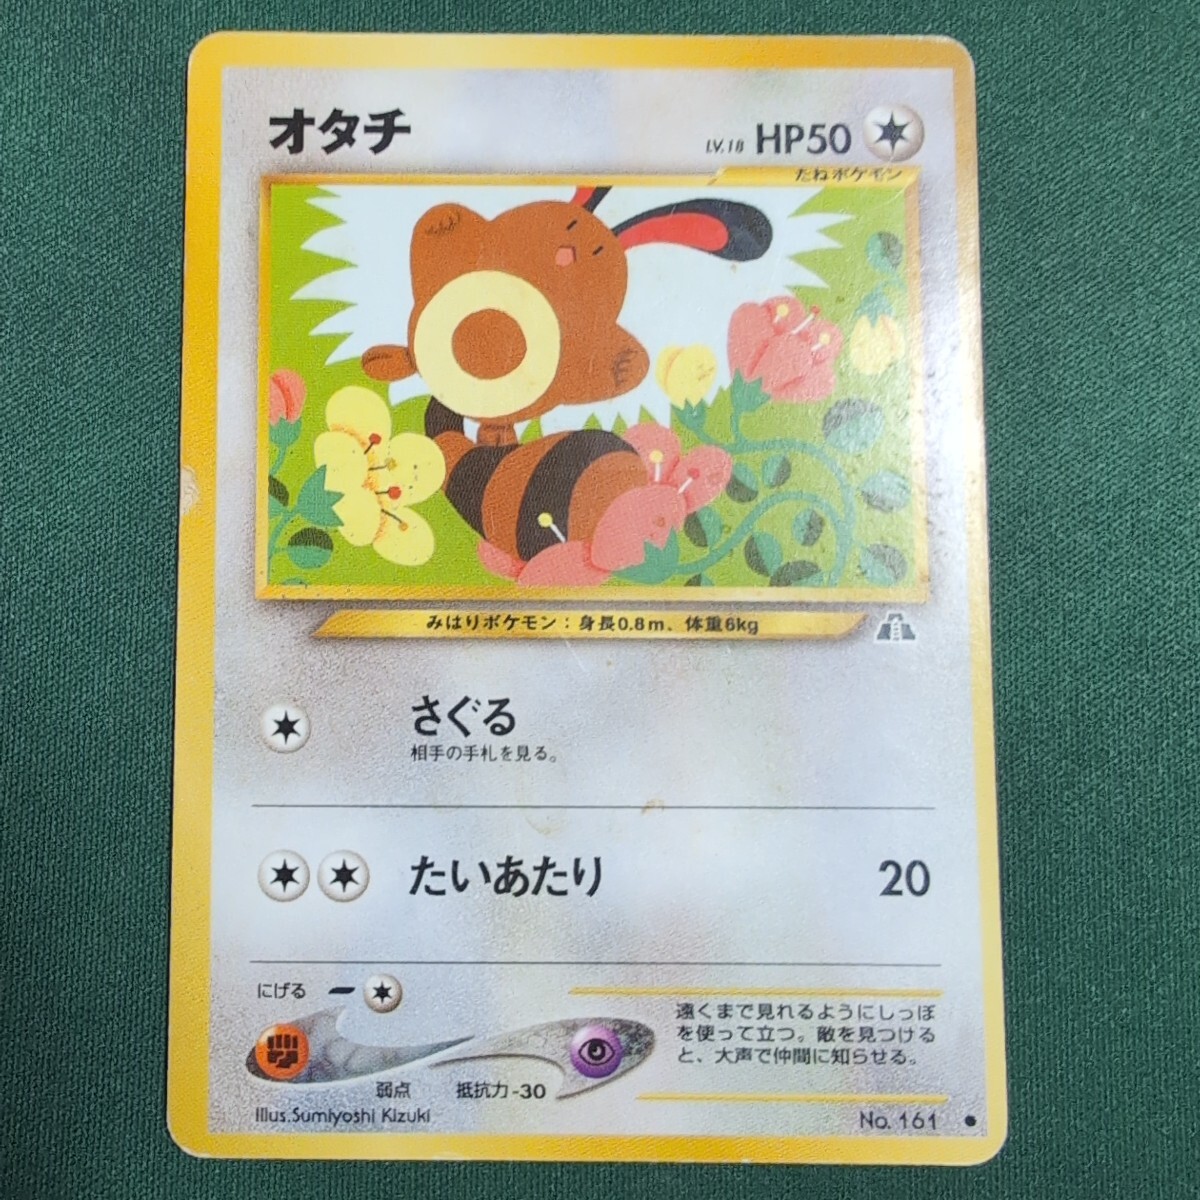 オタチ
LV.18 HP50
たねポケモン
みはりポケモン：身長0.8m、体重6kg
さぐる
相手の手札を見る。
たいあたり 20
にげる
遠くまで見れるようにしっぽ
を使って立つ。敵を見つける
と、大声で仲間に知らせる。
弱点 抵抗力-30
Illus.Sumiyoshi Kizuki
No. 161